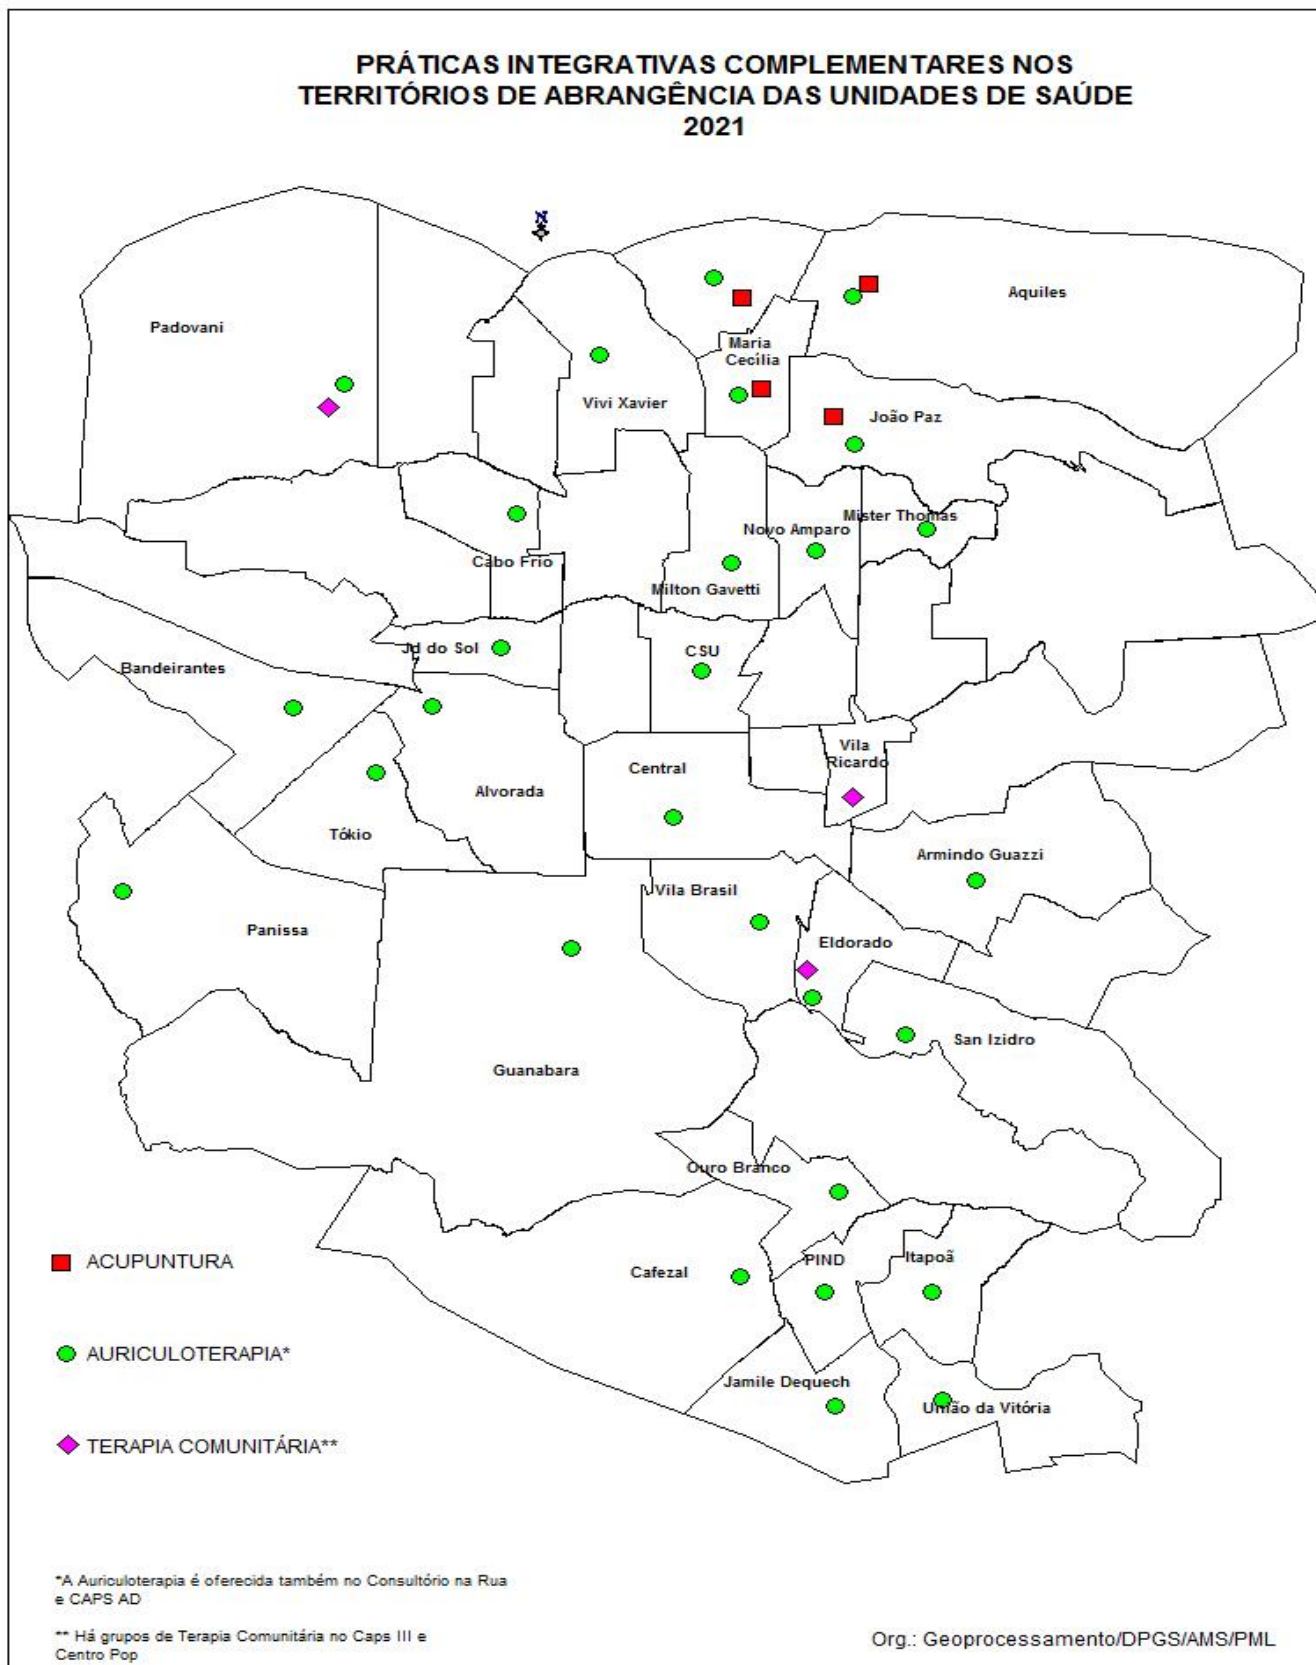 PRÁTICAS INTEGRATIVAS COMPLEMENTARES NOS
TERRITÓRIOS DE ABRANGÊNCIA DAS UNIDADES DE SAÚDE
2021
N
Aquiles
Padovani
Maria
Cecília
Vivi Xavier
João Paz
Mister Thomas
Novo Amparo
Cabo Frio
Milton Gavetti
Jd do Sol
CSU
Bandeirantes
Vila
Ricardo
Central
Alvorada
Tókio
Armindo Guazzi
Vila Brasil
Panissa
Eldorado
San Izidro
Guanabara
Ouro Branco
PIND
Itapoã
Cafezal
Jamile Dequech
União da Vitória
ACUPUNTURA
AURICULOTERAPIA*
TERAPIA COMUNITÁRIA**
*A Auriculoterapia é oferecida também no Consultório na Rua
e CAPS AD
** Há grupos de Terapia Comunitária no Caps III e
Centro Pop
Org.: Geoprocessamento/DPGS/AMS/PML